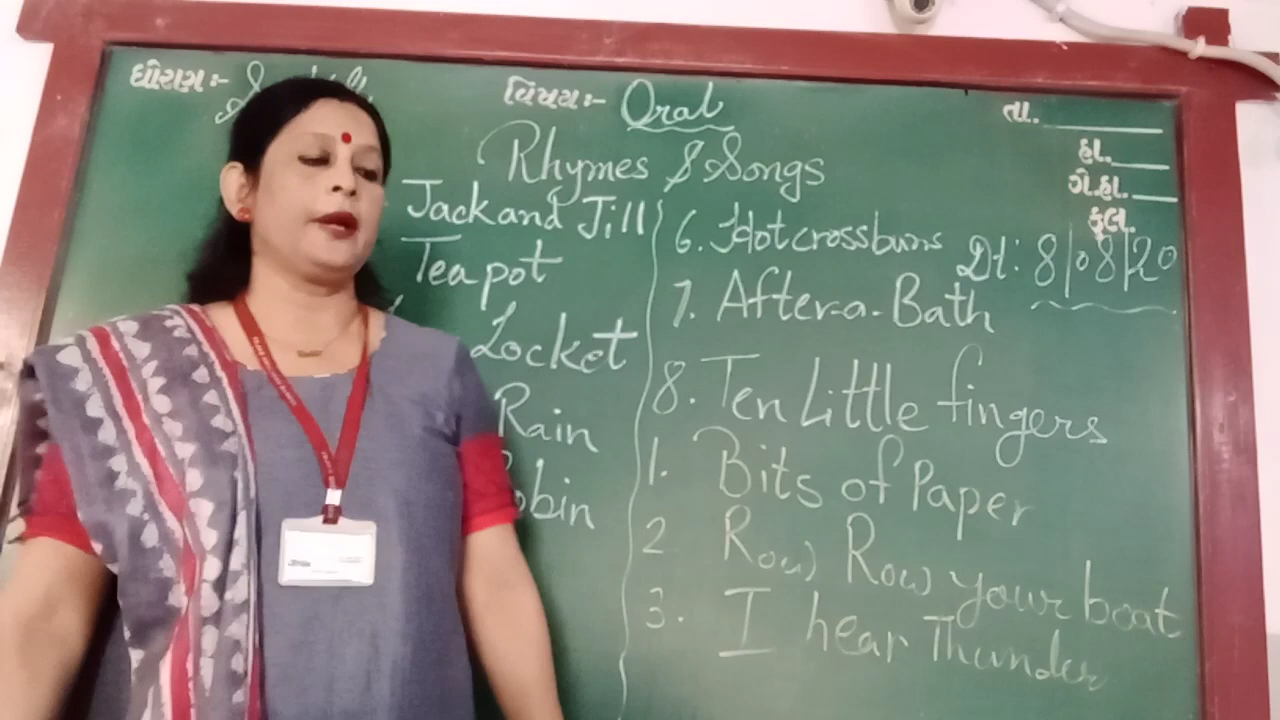 ધોરણ:-
વિષય:- Oral
તા.
હા.
ગે.હા.
કુલ.
Dt: 8/08/20
Rhymes & Songs
Jack and Jill
Teapot
Locket
Rain
Robin
6. Hot cross buns
7. After-a-Bath
8. Ten Little fingers
1. Bits of Paper
2 Row Row your boat
3. I hear Thunder